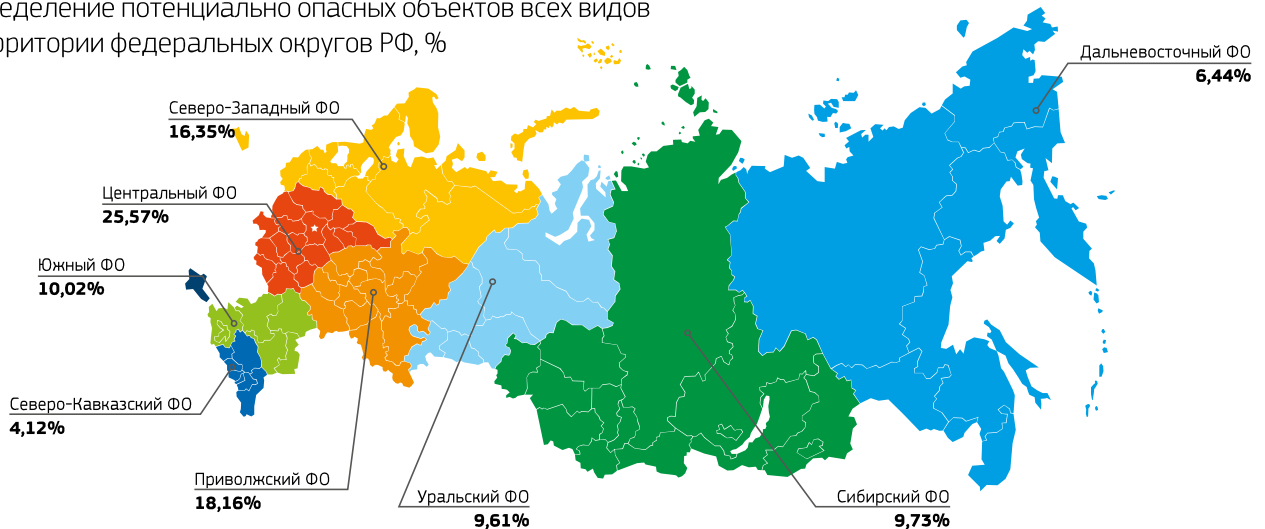 еделение потенциально опасных объектов всех видов
рритории федеральных округов РФ, %
Дальневосточный ФО
6,44%
Северо-Западный ФО
16,35%
Центральный ФО
25,57%
Южный ФО
10,02%
Северо-Кавказский ФО
4,12%
Приволжский ФО
18,16%
Уральский ФО
9,61%
Сибирский ФО
9,73%